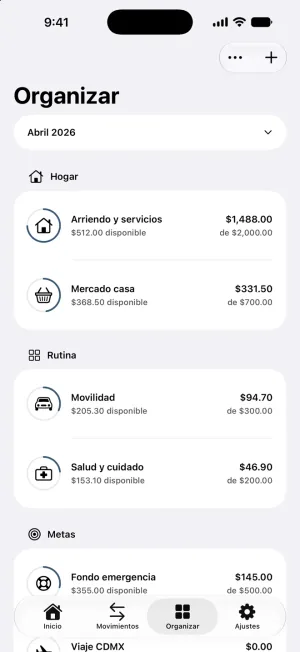 9:41
Organizar
Abril 2026
Hogar
Arriendo y servicios $1,488.00
$512.00 disponible de $2,000.00
Mercado casa $331.50
$368.50 disponible de $700.00
Rutina
Movilidad $94.70
$205.30 disponible de $300.00
Salud y cuidado $46.90
$153.10 disponible de $200.00
Metas
Fondo emergencia $145.00
$355.00 disponible de $500.00
Inicio Movimientos Organizar Ajustes
Viaje CDMX $0.00